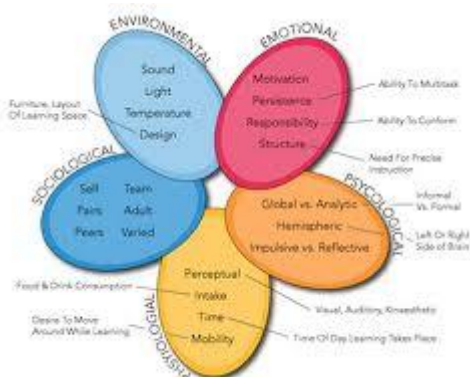 ENVIRONMENTAL
Sound
Light
Temperature
Design
Furniture, Layout
Of Learning Space
EMOTIONAL
Motivation
Persistence
Responsibility
Structure
Ability To Multitask
Ability To Conform
Need For Precise
Instruction
SOCIOLOGICAL
Self Team
Pairs Adult
Peers Varied
PSYCOLOGICAL
Global vs. Analytic
Hemispheric
Impulsive vs. Reflective
Informal
Vs. Formal
Left Or Right
Side of Brain
PHSYIOLOGIAL
Perceptual
Intake
Time
Mobility
Food & Drink Consumption
Desire To Move
Around While Learning
Visual, Auditory, Kinaesthetic
Time Of Day Learning Takes Place